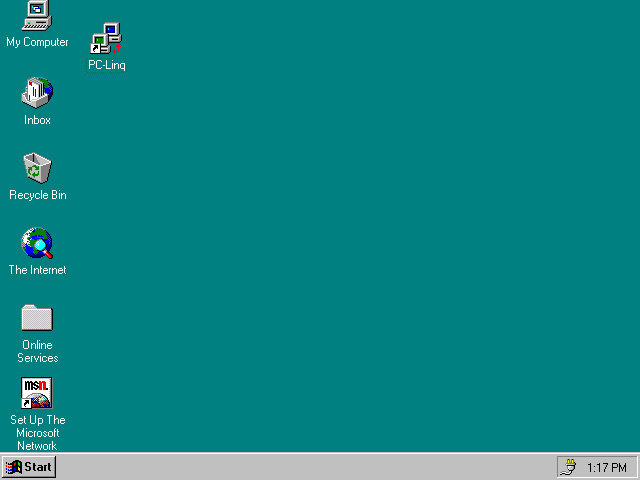 My Computer
PC-Linq
Inbox
Recycle Bin
The Internet
Online
Services
msn.
Set Up The
Microsoft
Network
Start
1:17 PM